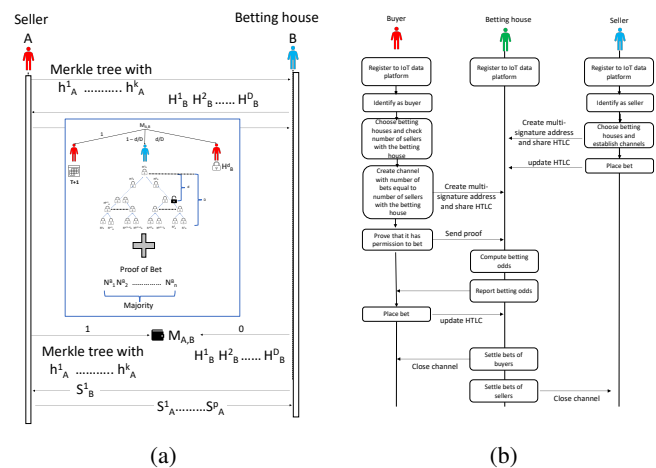 Seller
A
Betting house
B
Merkle tree with
h¹A ........... hᵏA
H¹B H²B ...... HᴰB
MA,B
1
1 – d/D
d/D
T+1
HᵈB
Proof of Bet
Nᴮ1 Nᴮ2 ................ Nᴮn
Majority
1
MA,B
0
Merkle tree with
h¹A ........... hᵏA
H¹B H²B ...... HᴰB
S¹B
S¹A.........SᵖA
(a)
Buyer
Betting house
Seller
Register to IoT data
platform
Register to IoT data
platform
Register to IoT data
platform
Identify as buyer
Identify as seller
Choose betting
houses and check
number of sellers
with the betting
house
Create multi-
signature address
and share HTLC
Choose betting
houses and
establish channels
update HTLC
Place bet
Create channel
with number of
bets equal to
number of sellers
with the betting
house
Create multi-
signature address
and share HTLC
Prove that it has
permission to bet
Send proof
Compute betting
odds
Report betting odds
Place bet
update HTLC
Settle bets of
buyers
Close channel
Settle bets of
sellers
Close channel
(b)